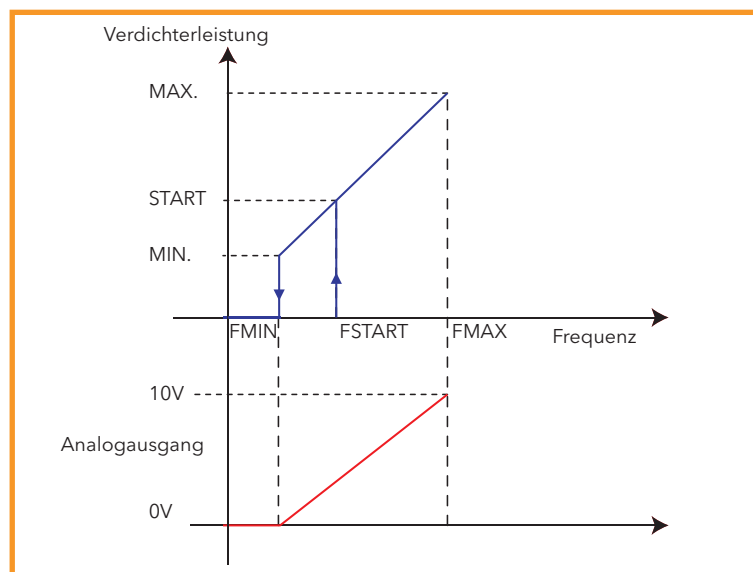 Verdichterleistung
MAX.
START
MIN.
FMIN FSTART FMAX Frequenz
10V
Analogausgang
0V